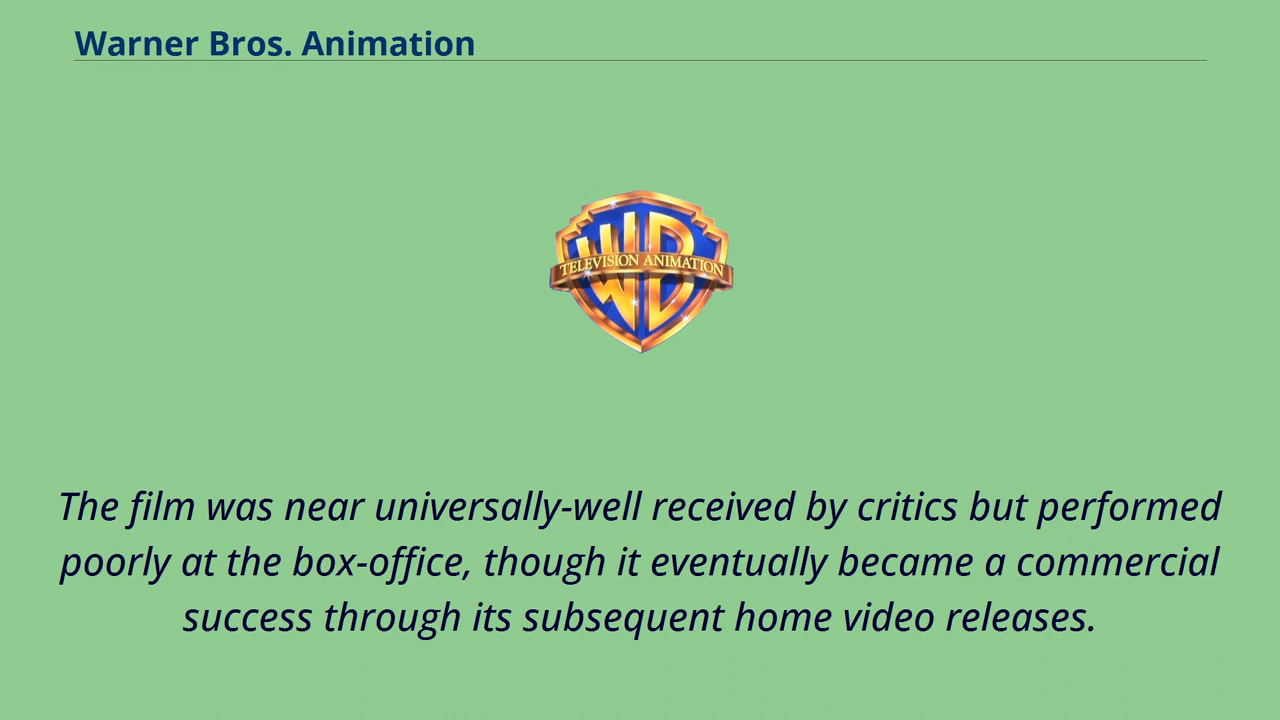 Warner Bros. Animation
WB
TELEVISION ANIMATION
The film was near universally-well received by critics but performed
poorly at the box-office, though it eventually became a commercial
success through its subsequent home video releases.